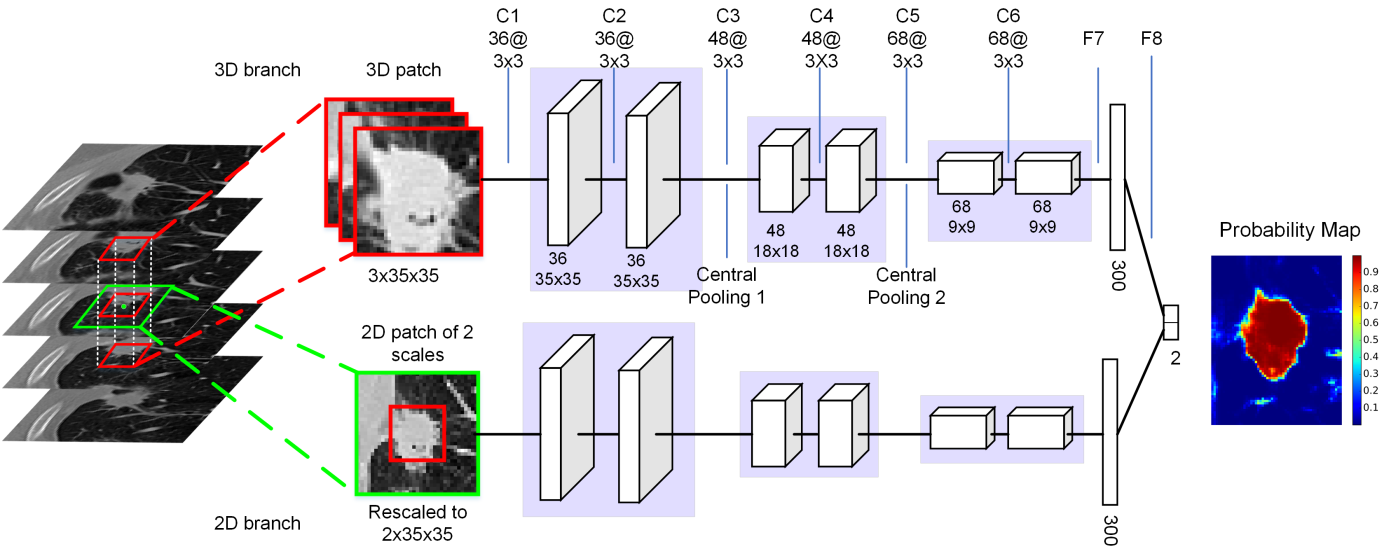 C1
36@
3x3
C2
36@
3x3
C3
48@
3x3
C4
48@
3X3
C5
68@
3x3
C6
68@
3x3
F7
F8
3D branch
3D patch
3x35x35
36
35x35
36
35x35
48
18x18
48
18x18
68
9x9
68
9x9
Central
Pooling 1
Central
Pooling 2
300
2D patch of 2
scales
Rescaled to
2x35x35
2D branch
300
2
Probability Map
0.9
0.8
0.7
0.6
0.5
0.4
0.3
0.2
0.1